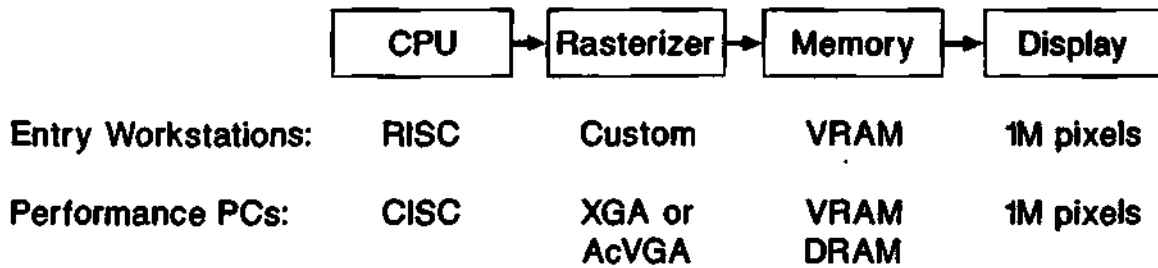 CPU Rasterizer Memory Display
Entry Workstations: RISC Custom VRAM 1M pixels
Performance PCs: CISC XGA or VRAM 1M pixels
AcVGA DRAM